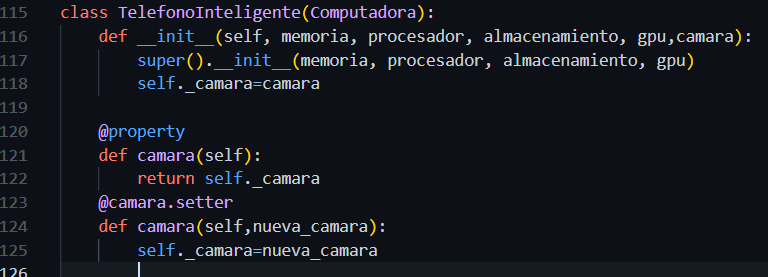 115 class TelefonoInteligente(Computadora):
116     def __init__(self, memoria, procesador, almacenamiento, gpu,camara):
117         super().__init__(memoria, procesador, almacenamiento, gpu)
118         self._camara=camara
119
120     @property
121     def camara(self):
122         return self._camara
123     @camara.setter
124     def camara(self,nueva_camara):
125         self._camara=nueva_camara
126